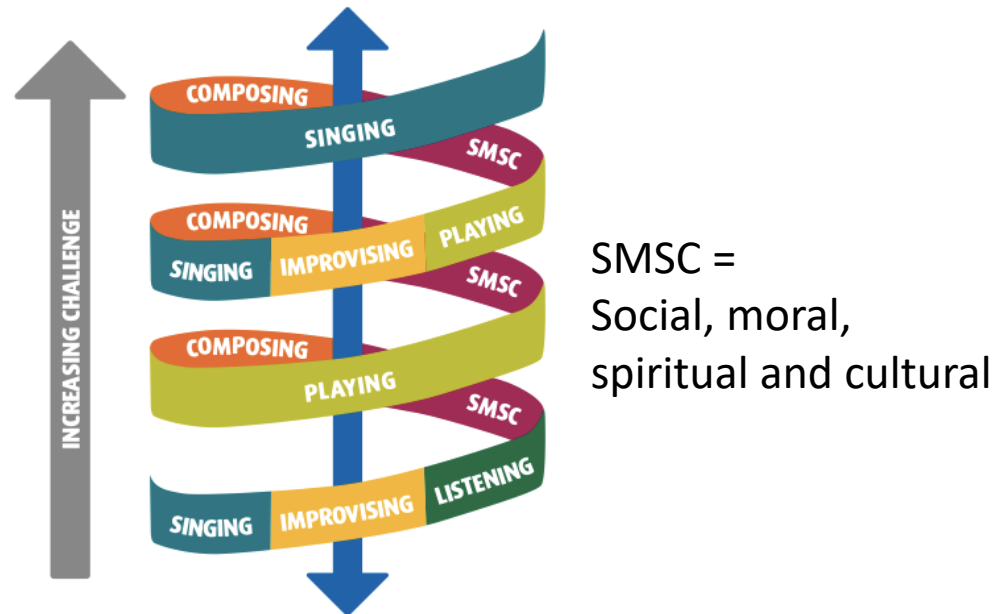 INCREASING CHALLENGE
COMPOSING
SINGING
SMSC
COMPOSING
SINGING
IMPROVISING
PLAYING
SMSC
COMPOSING
PLAYING
SMSC
SINGING
IMPROVISING
LISTENING
SMSC =
Social, moral,
spiritual and cultural